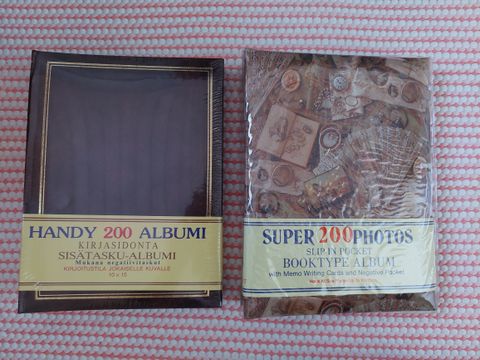 HANDY 200 ALBUMI
KIRJASIDONTA
SISÄTASKU-ALBUMI
Mukana negatiivitaskut
KIRJOITUSTILA JOKAISELLE KUVALLE
10 x 15
SUPER 200 PHOTOS
SLIP IN POCKET
BOOKTYPE ALBUM
with Memo Writing Cards and Negative Pocket